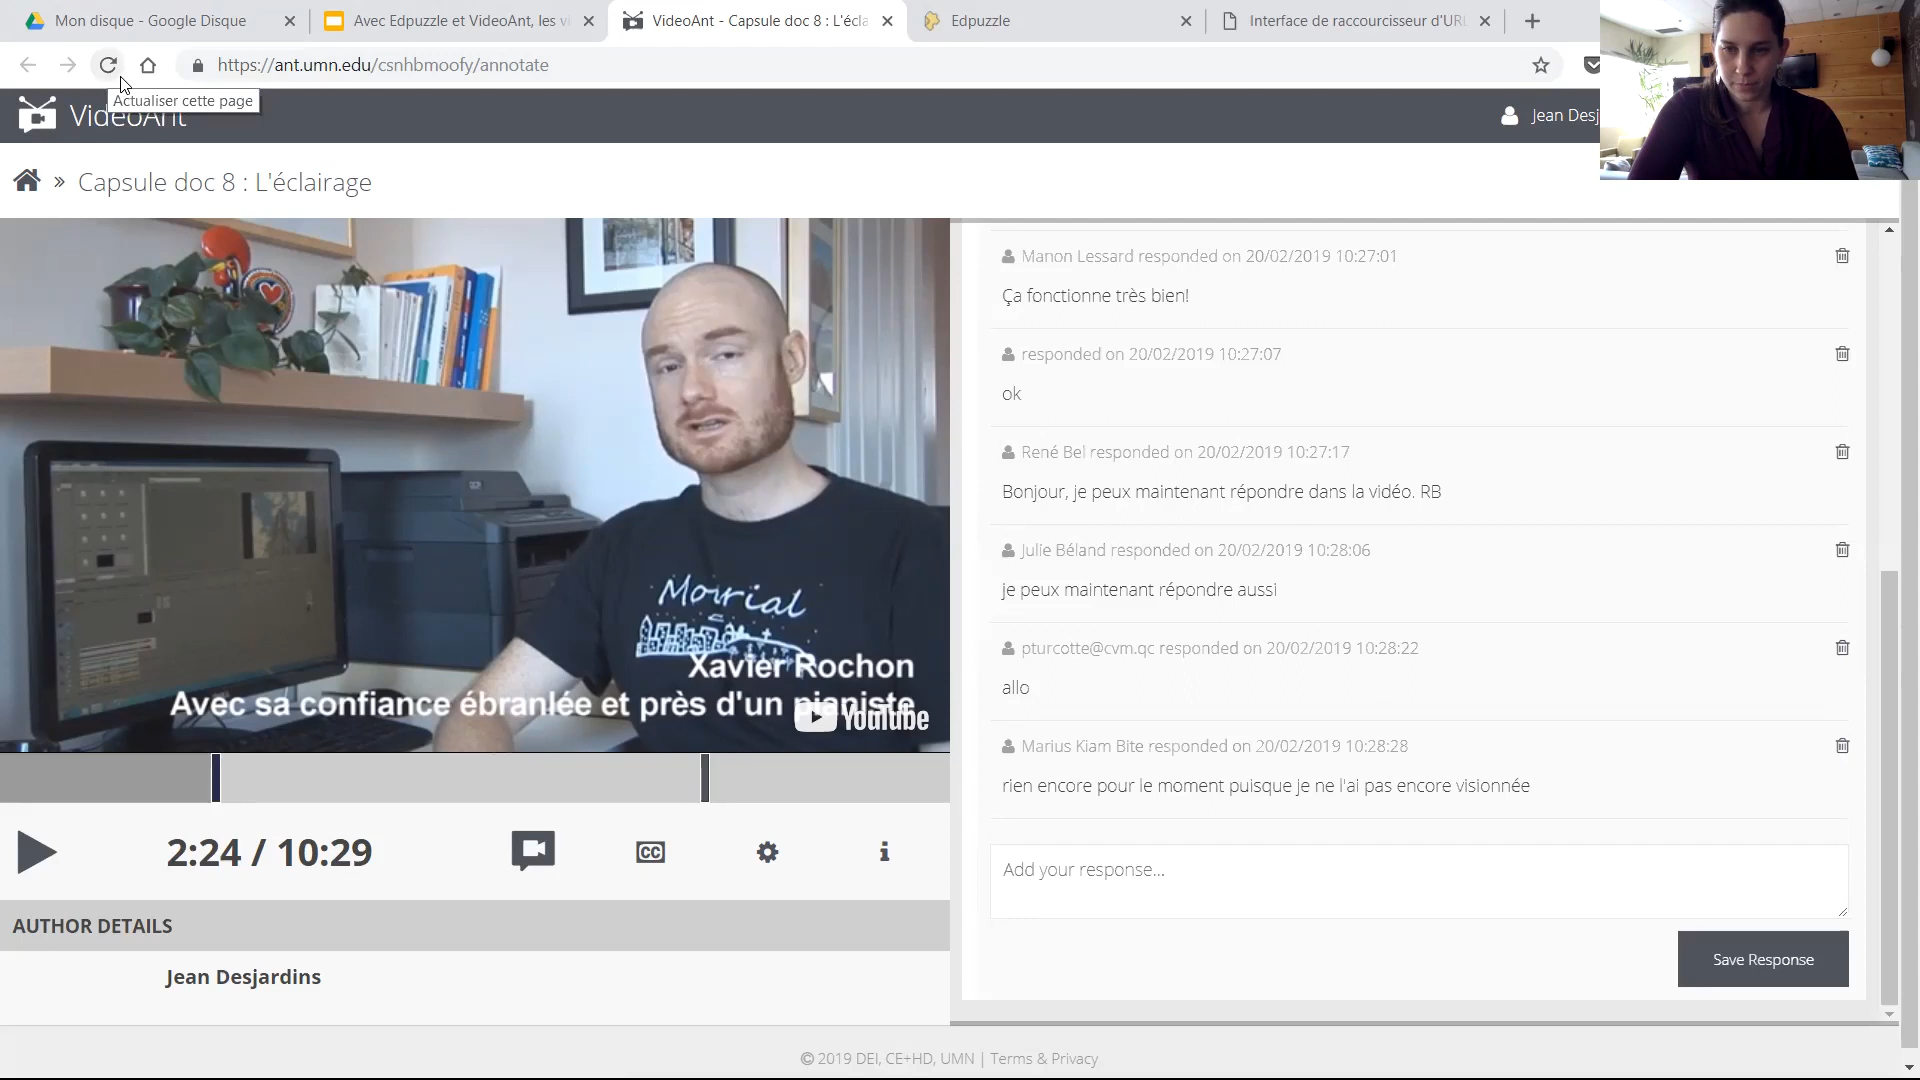 Mon disque - Google Disque
Avec Edpuzzle et VideoAnt, les vi
VideoAnt - Capsule doc 8 : L'écla
Edpuzzle
Interface de raccourcisseur d'URL
https://ant.umn.edu/csnhbmoofy/annotate
Actualiser cette page
VideoAnt
Jean Desj
» Capsule doc 8 : L'éclairage
Manon Lessard responded on 20/02/2019 10:27:01
Ça fonctionne très bien!
responded on 20/02/2019 10:27:07
ok
René Bel responded on 20/02/2019 10:27:17
Bonjour, je peux maintenant répondre dans la vidéo. RB
Julie Béland responded on 20/02/2019 10:28:06
je peux maintenant répondre aussi
pturcotte@cvm.qc responded on 20/02/2019 10:28:22
allo
Marius Kiam Bite responded on 20/02/2019 10:28:28
rien encore pour le moment puisque je ne l'ai pas encore visionnée
Add your response...
Save Response
Moirial
Xavier Rochon
Avec sa confiance ébranlée et près d'un pianiste
YouTube
2:24 / 10:29
CC
i
AUTHOR DETAILS
Jean Desjardins
© 2019 DEI, CE+HD, UMN | Terms & Privacy